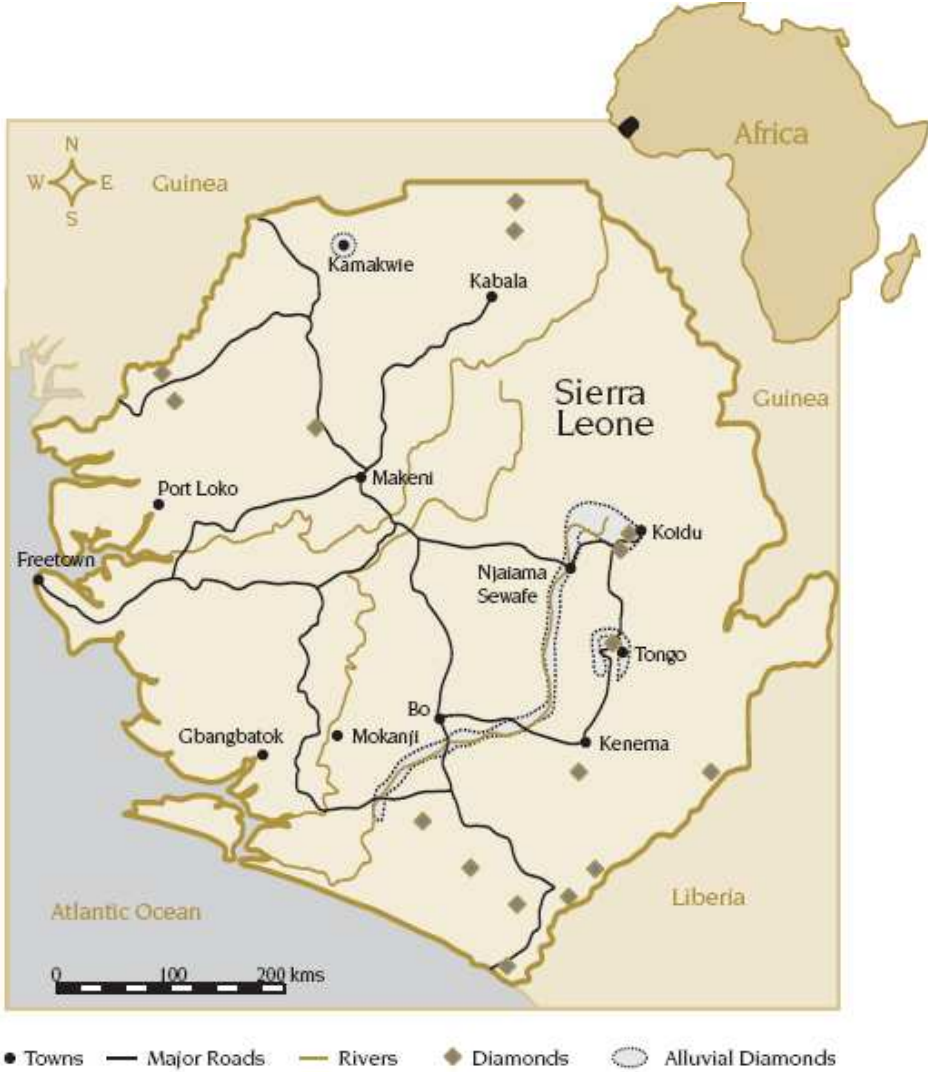 Africa
N
W E
S
Guinea
Kamakwie
Kabala
Sierra
Leone
Guinea
Makeni
Port Loko
Koidu
Freetown
Njaiama
Sewafe
Tongo
Bo
Gbangbatok
Mokanji
Kenema
Liberia
Atlantic Ocean
0 100 200 kms
Towns Major Roads Rivers Diamonds Alluvial Diamonds